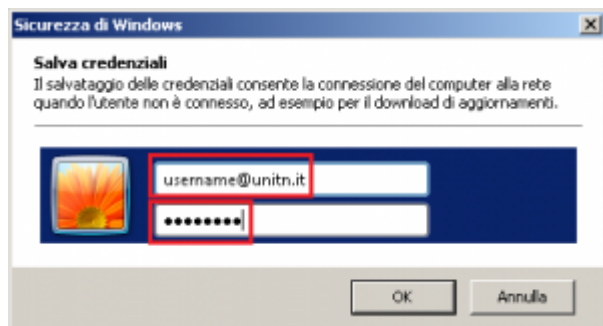 Sicurezza di Windows
Salva credenziali
Il salvataggio delle credenziali consente la connessione del computer alla rete
quando l'utente non è connesso, ad esempio per il download di aggiornamenti.
username@unitn.it
●●●●●●●●
OK Annulla